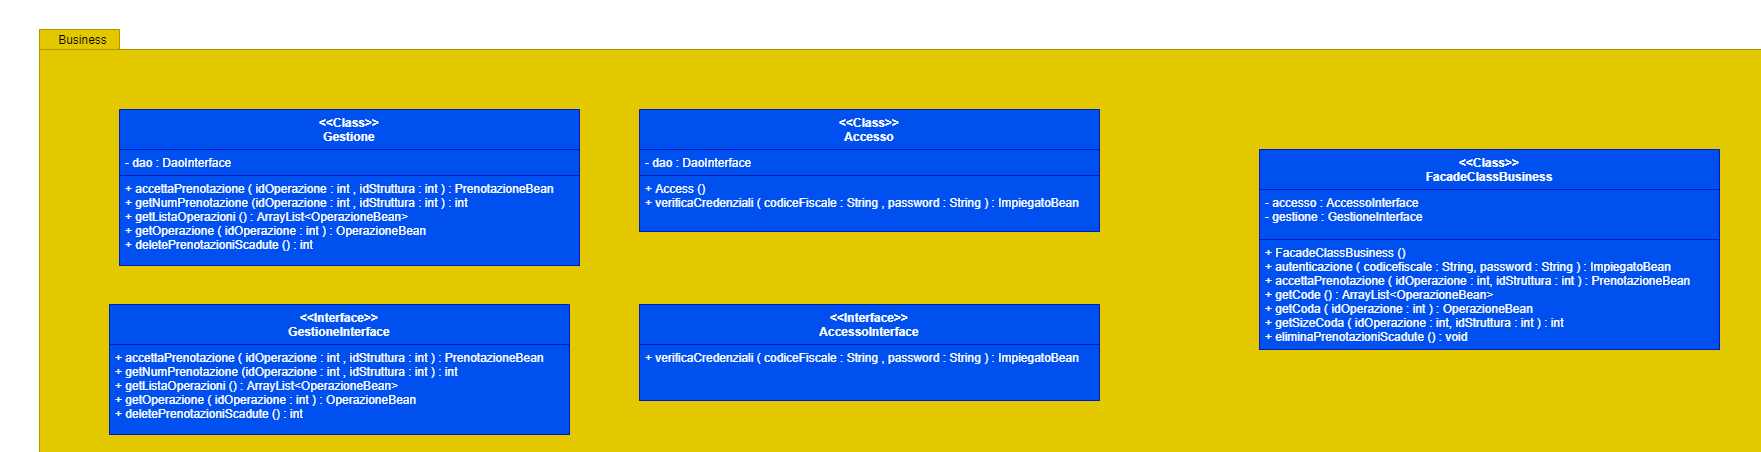 Business
<<Class>>
Gestione
- dao : DaoInterface
+ accettaPrenotazione ( idOperazione : int , idStruttura : int ) : PrenotazioneBean
+ getNumPrenotazione (idOperazione : int , idStruttura : int ) : int
+ getListaOperazioni () : ArrayList<OperazioneBean>
+ getOperazione ( idOperazione : int ) : OperazioneBean
+ deletePrenotazioniScadute () : int
<<Class>>
Accesso
- dao : DaoInterface
+ Access ()
+ verificaCredenziali ( codiceFiscale : String , password : String ) : ImpiegatoBean
<<Class>>
FacadeClassBusiness
- accesso : AccessoInterface
- gestione : GestioneInterface
+ FacadeClassBusiness ()
+ autenticazione ( codicefiscale : String, password : String ) : ImpiegatoBean
+ accettaPrenotazione ( idOperazione : int, idStruttura : int ) : PrenotazioneBean
+ getCode () : ArrayList<OperazioneBean>
+ getCoda ( idOperazione : int ) : OperazioneBean
+ getSizeCoda ( idOperazione : int, idStruttura : int ) : int
+ eliminaPrenotazioniScadute () : void
<<Interface>>
GestioneInterface
+ accettaPrenotazione ( idOperazione : int , idStruttura : int ) : PrenotazioneBean
+ getNumPrenotazione (idOperazione : int , idStruttura : int ) : int
+ getListaOperazioni () : ArrayList<OperazioneBean>
+ getOperazione ( idOperazione : int ) : OperazioneBean
+ deletePrenotazioniScadute () : int
<<Interface>>
AccessoInterface
+ verificaCredenziali ( codiceFiscale : String , password : String ) : ImpiegatoBean